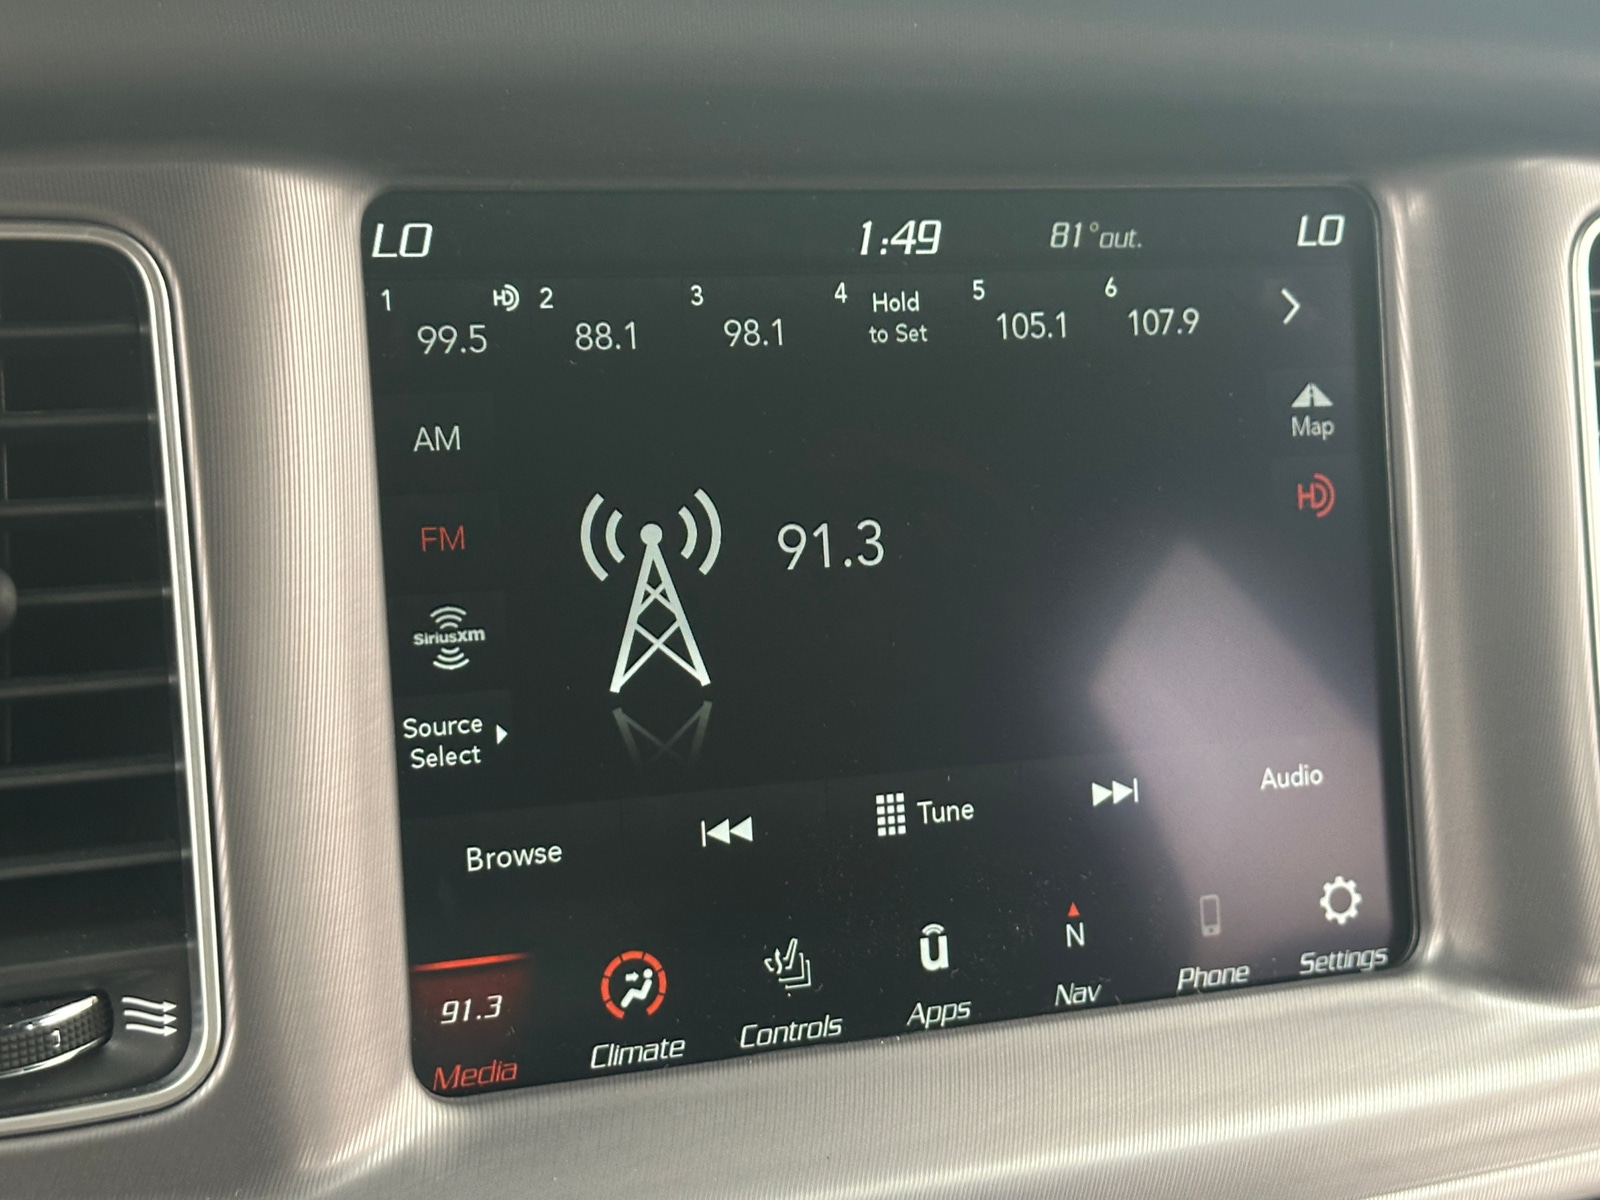 LO 1:49 81°out. LO
1 HD 2 3 4 Hold 5 6
99.5 88.1 98.1 to Set 105.1 107.9
AM
Map
HD
FM
91.3
SiriusXM
Source
Select
Browse Tune Audio
91.3 u N
Media Climate Controls Apps Nav Phone Settings